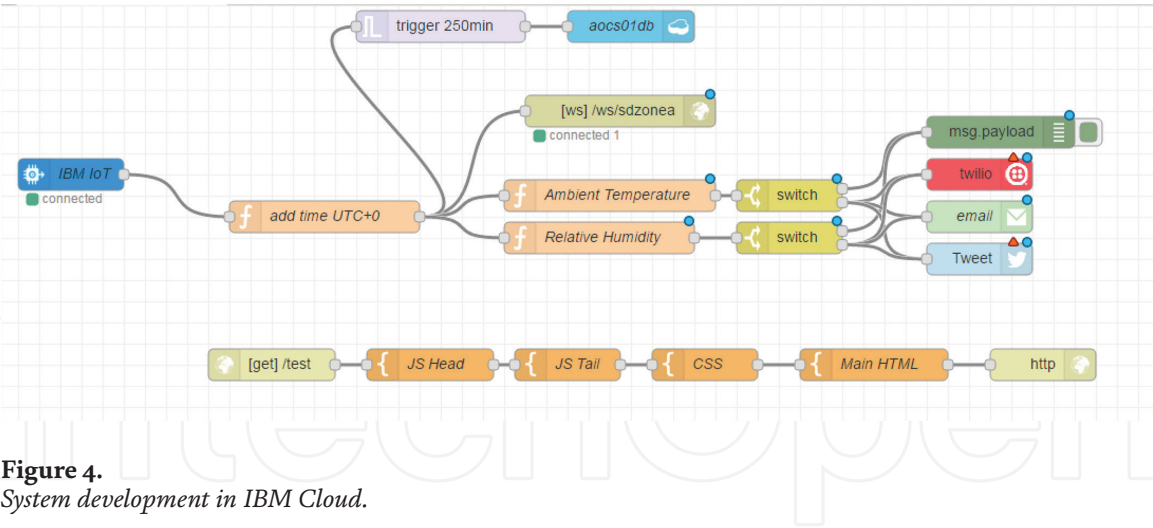 trigger 250min
aocs01db
[ws] /ws/sdzonea
connected 1
msg.payload
IBM IoT
connected
twilio
Ambient Temperature
switch
add time UTC+0
email
Relative Humidity
switch
Tweet
[get] /test
JS Head
JS Tail
CSS
Main HTML
http
IntechOpen
Figure 4.
System development in IBM Cloud.